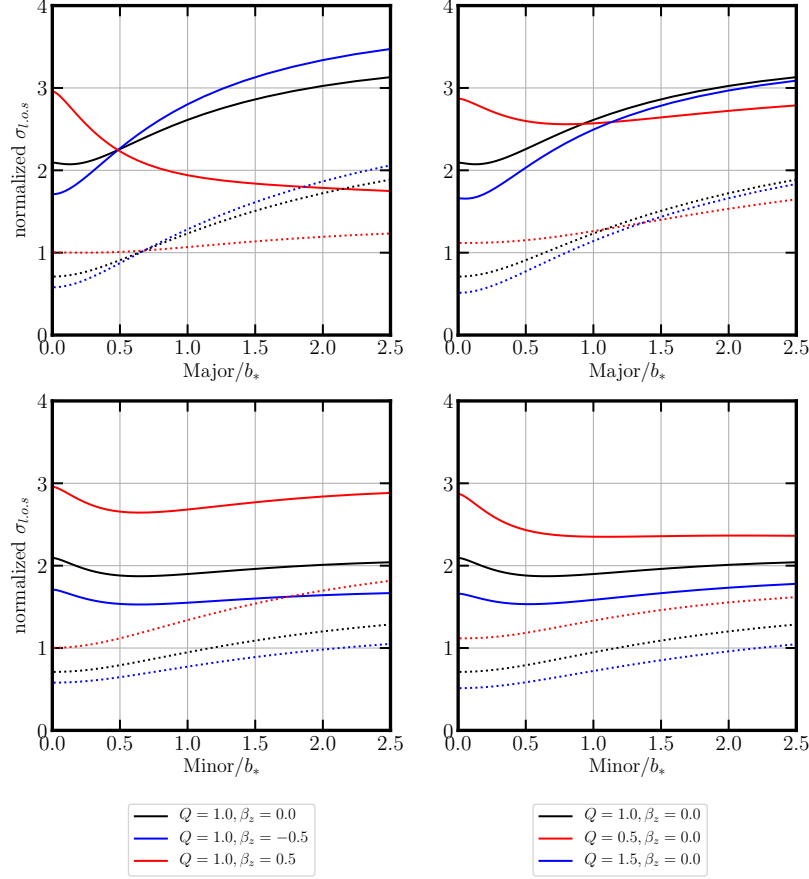 4
3
2
1
0
normalized σ_{l.o.s}
0.0 0.5 1.0 1.5 2.0 2.5
Major/b_*
4
3
2
1
0
0.0 0.5 1.0 1.5 2.0 2.5
Major/b_*
4
3
2
1
0
normalized σ_{l.o.s}
0.0 0.5 1.0 1.5 2.0 2.5
Minor/b_*
4
3
2
1
0
0.0 0.5 1.0 1.5 2.0 2.5
Minor/b_*
Q = 1.0, β_z = 0.0
Q = 1.0, β_z = −0.5
Q = 1.0, β_z = 0.5
Q = 1.0, β_z = 0.0
Q = 0.5, β_z = 0.0
Q = 1.5, β_z = 0.0